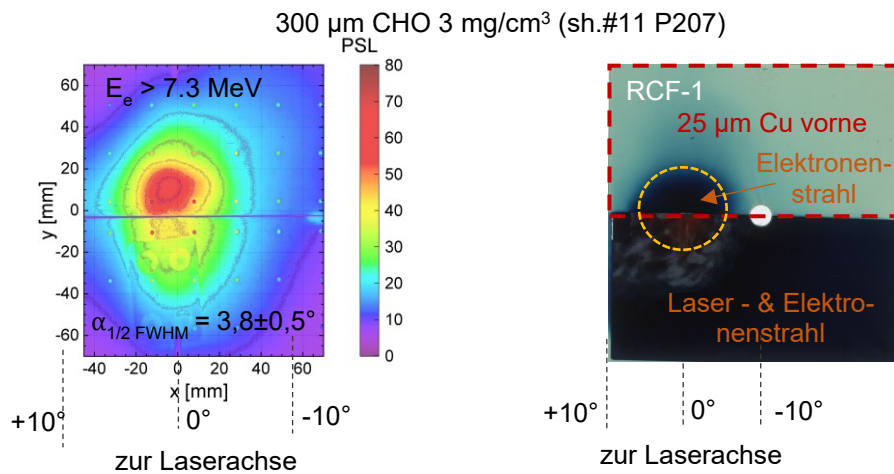 300 µm CHO 3 mg/cm³ (sh.#11 P207)
PSL
E_e > 7.3 MeV
α_1/2 FWHM = 3,8±0,5°
y [mm]
60
40
20
0
-20
-40
-60
-40 -20 0 20 40 60
x [mm]
80
70
60
50
40
30
20
10
0
+10° 0° -10°
zur Laserachse
RCF-1
25 µm Cu vorne
Elektronen-
strahl
Laser - & Elektro-
nenstrahl
+10° 0° -10°
zur Laserachse